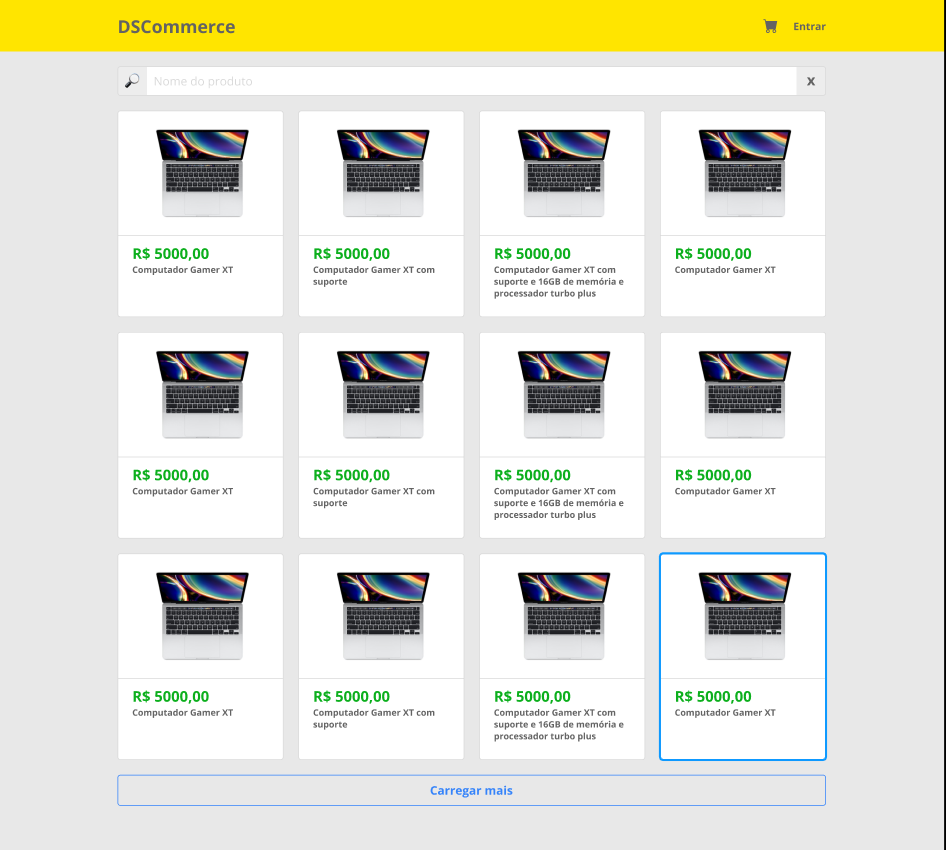 DSCommerce
Entrar
Nome do produto
X
R$ 5000,00
Computador Gamer XT
R$ 5000,00
Computador Gamer XT com
suporte
R$ 5000,00
Computador Gamer XT com
suporte e 16GB de memória e
processador turbo plus
R$ 5000,00
Computador Gamer XT
R$ 5000,00
Computador Gamer XT
R$ 5000,00
Computador Gamer XT com
suporte
R$ 5000,00
Computador Gamer XT com
suporte e 16GB de memória e
processador turbo plus
R$ 5000,00
Computador Gamer XT
R$ 5000,00
Computador Gamer XT
R$ 5000,00
Computador Gamer XT com
suporte
R$ 5000,00
Computador Gamer XT com
suporte e 16GB de memória e
processador turbo plus
R$ 5000,00
Computador Gamer XT
Carregar mais